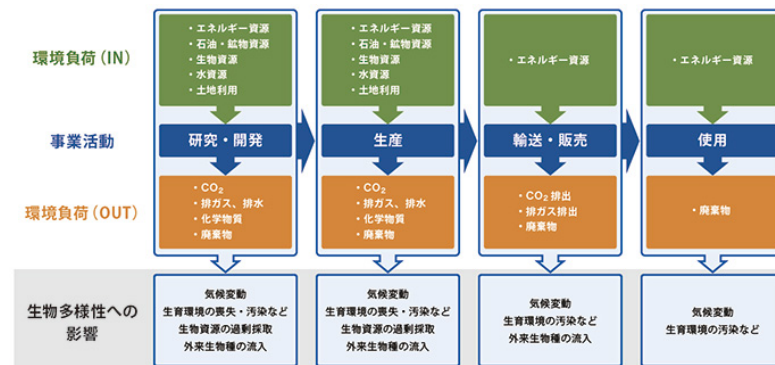 環境負荷（IN）
・エネルギー資源
・石油・鉱物資源
・生物資源
・水資源
・土地利用
・エネルギー資源
・石油・鉱物資源
・生物資源
・水資源
・土地利用
・エネルギー資源
・エネルギー資源
事業活動
研究・開発
生産
輸送・販売
使用
環境負荷（OUT）
・CO₂
・排ガス、排水
・化学物質
・廃棄物
・CO₂
・排ガス、排水
・化学物質
・廃棄物
・CO₂排出
・排ガス排出
・廃棄物
・廃棄物
生物多様性への
影響
気候変動
生育環境の喪失・汚染など
生物資源の過剰採取
外来生物種の流入
気候変動
生育環境の喪失・汚染など
生物資源の過剰採取
外来生物種の流入
気候変動
生育環境の汚染など
外来生物種の流入
気候変動
生育環境の汚染など